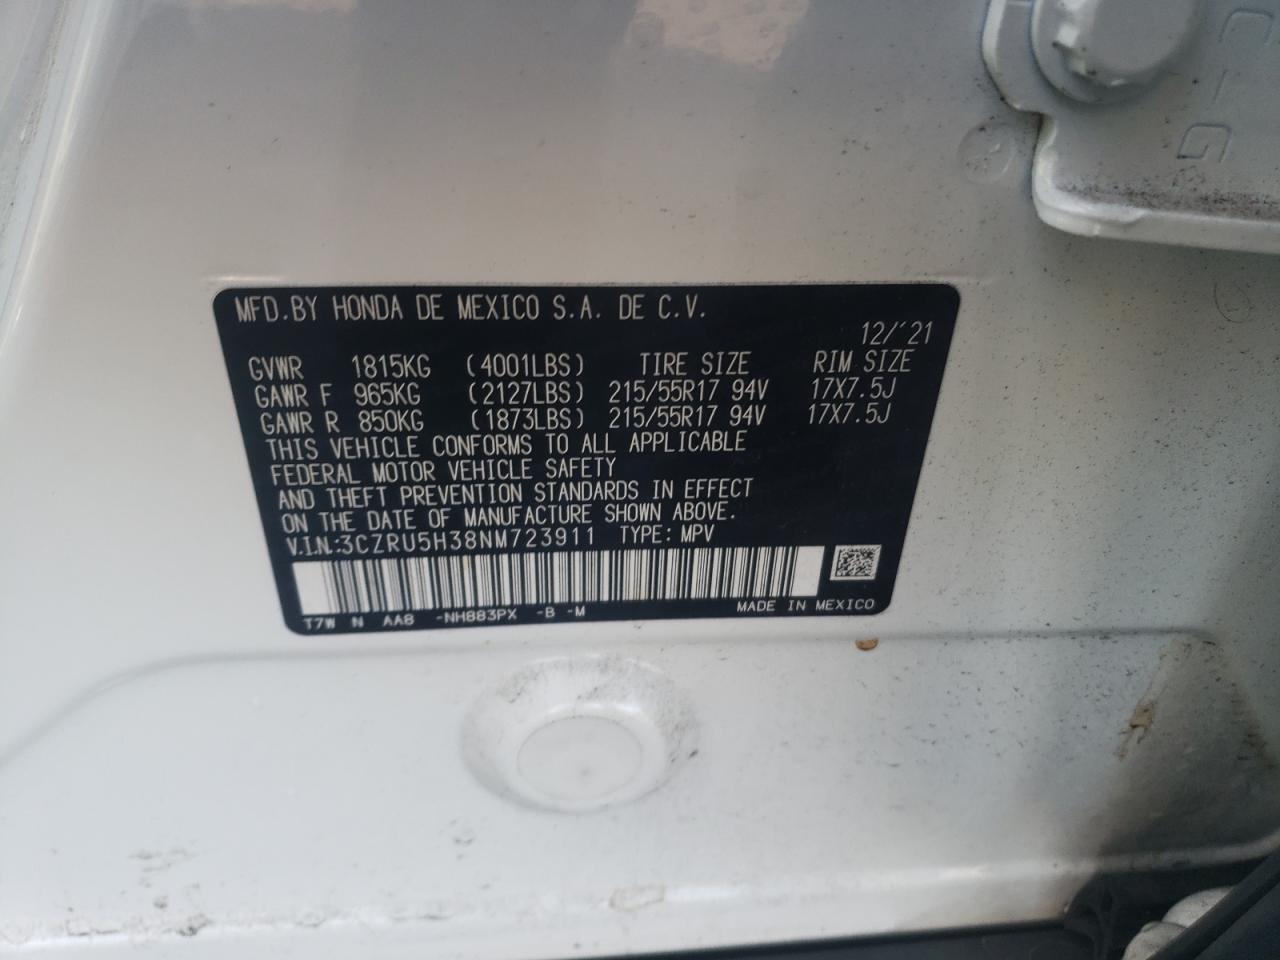 MFD.BY HONDA DE MEXICO S.A. DE C.V.
12/'21
GVWR 1815KG (4001LBS) TIRE SIZE RIM SIZE
GAWR F 965KG (2127LBS) 215/55R17 94V 17X7.5J
GAWR R 850KG (1873LBS) 215/55R17 94V 17X7.5J
THIS VEHICLE CONFORMS TO ALL APPLICABLE
FEDERAL MOTOR VEHICLE SAFETY
AND THEFT PREVENTION STANDARDS IN EFFECT
ON THE DATE OF MANUFACTURE SHOWN ABOVE.
V.I.N.:3CZRU5H38NM723911 TYPE: MPV
T7W N AA8 -NH883PX -B -M MADE IN MEXICO